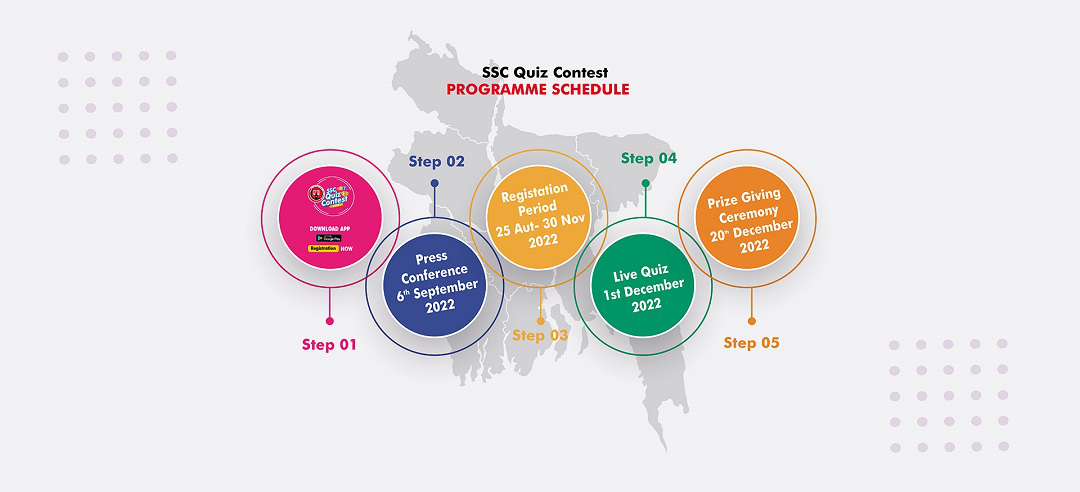 SSC Quiz Contest
PROGRAMME SCHEDULE
SSC
Quiz
Contest
DOWNLOAD APP
Google Play
Registration NOW
Step 01
Step 02
Press
Conference
6th September
2022
Registation
Period
25 Aut- 30 Nov
2022
Step 03
Step 04
Live Quiz
1st December
2022
Prize Giving
Ceremony
20th December
2022
Step 05